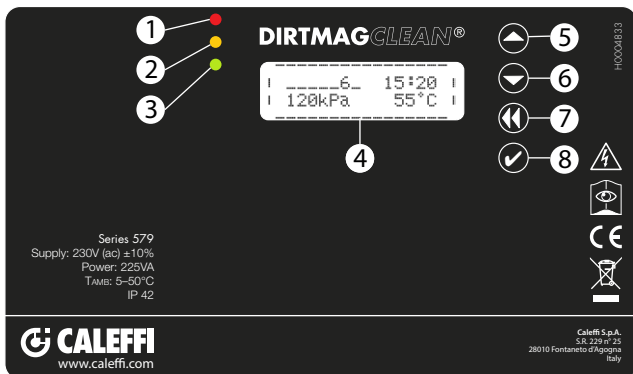 1
2
3
DIRTMAGCLEAN®
_____6_ 15:20
120kPa 55°C
4
5
6
7
8
H0004833
Series 579
Supply: 230V (ac) ±10%
Power: 225VA
TAMB: 5–50°C
IP 42
CE
CALEFFI
www.caleffi.com
Caleffi S.p.A.
S.R. 229 n° 25
28010 Fontaneto d'Agogna
Italy